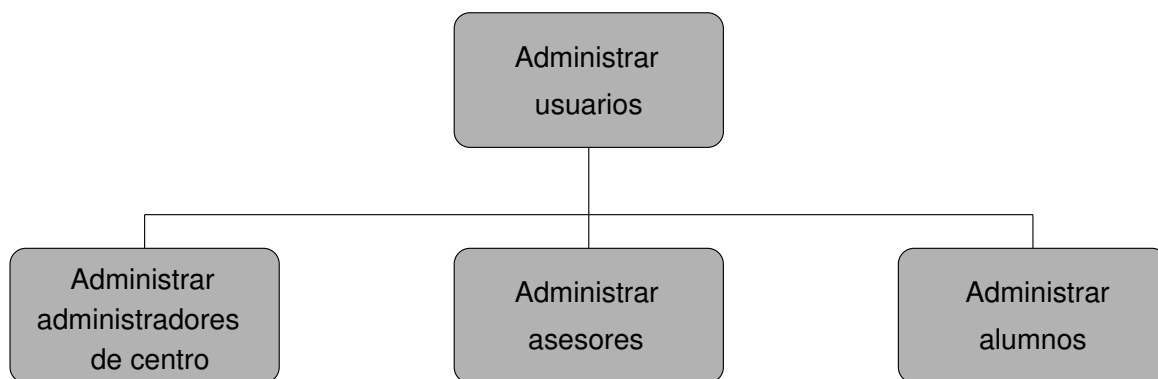 Administrar
usuarios
Administrar
administradores
de centro
Administrar
asesores
Administrar
alumnos